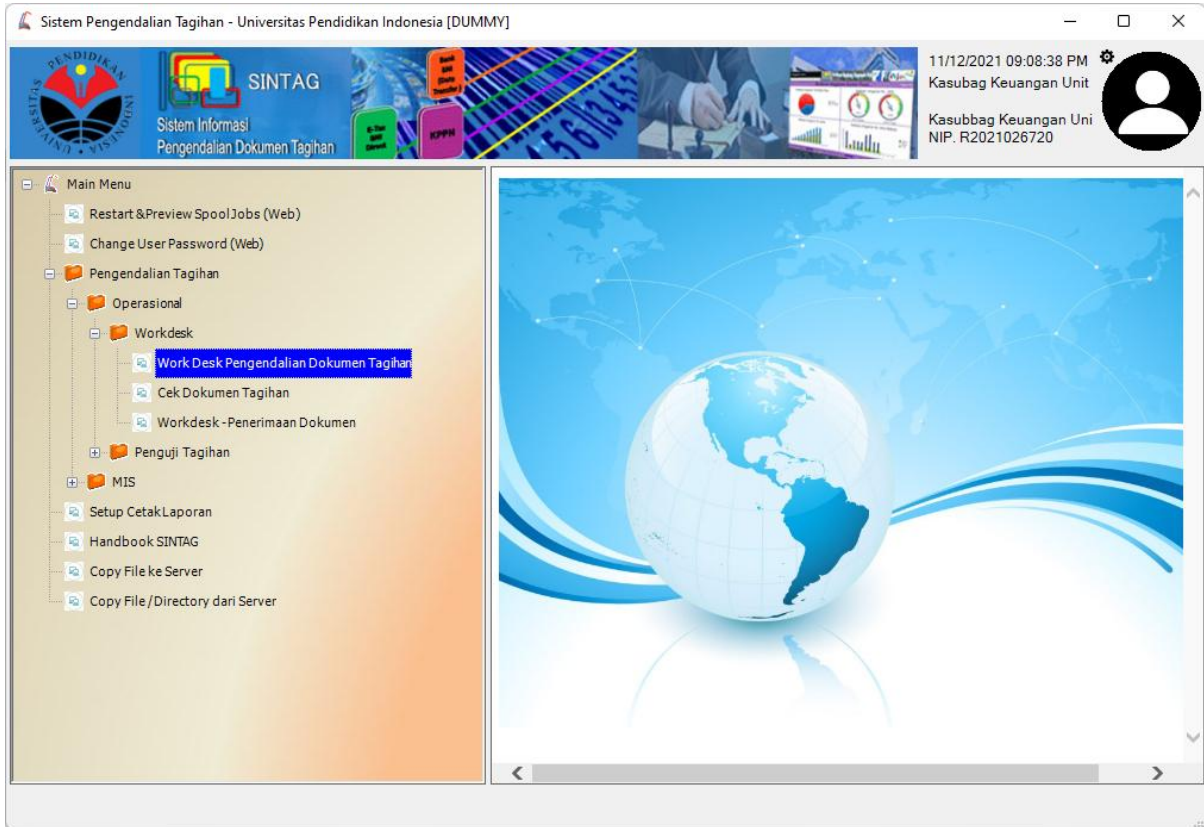 Sistem Pengendalian Tagihan - Universitas Pendidikan Indonesia [DUMMY]
UNIVERSITAS PENDIDIKAN INDONESIA
SINTAG
Sistem Informasi
Pengendalian Dokumen Tagihan
KPPH
11/12/2021 09:08:38 PM
Kasubag Keuangan Unit
Kasubbag Keuangan Uni
NIP. R2021026720
Main Menu
Restart &Preview Spool Jobs (Web)
Change User Password (Web)
Pengendalian Tagihan
Operasional
Workdesk
Work Desk Pengendalian Dokumen Tagihan
Cek Dokumen Tagihan
Workdesk -Penerimaan Dokumen
Penguji Tagihan
MIS
Setup Cetak Laporan
Handbook SINTAG
Copy File ke Server
Copy File /Directory dari Server